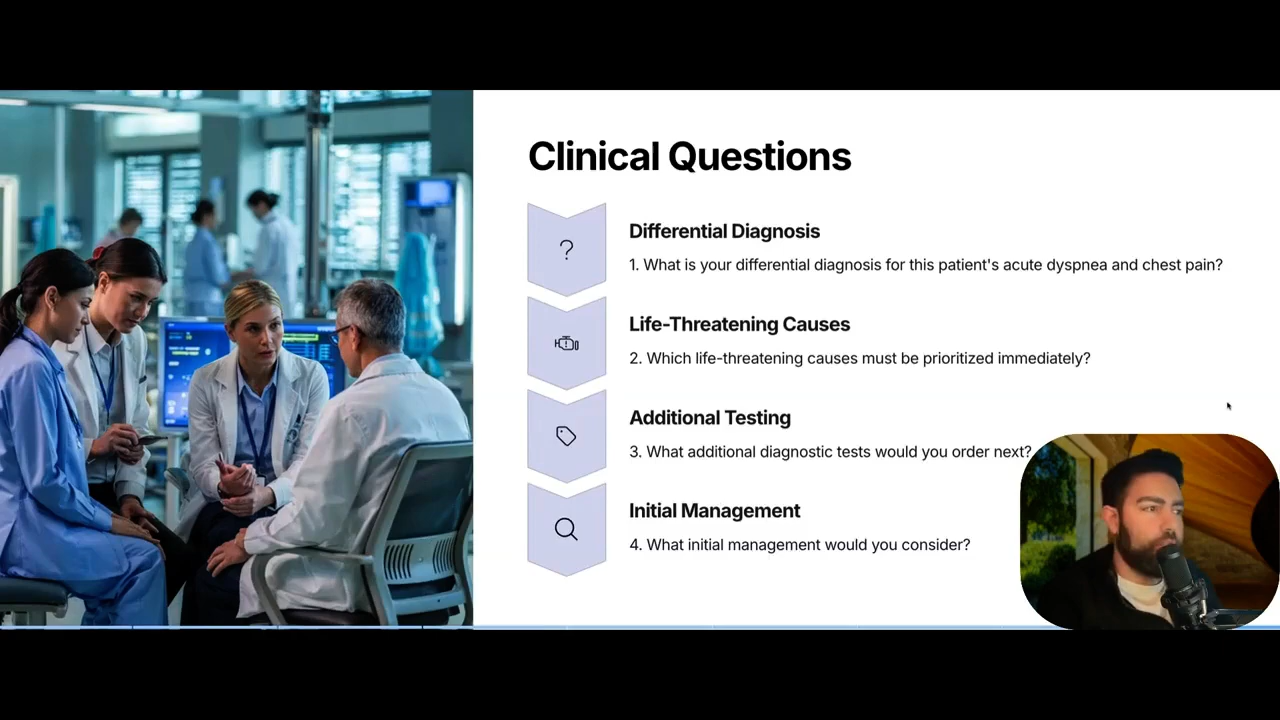 Clinical Questions
Differential Diagnosis
1. What is your differential diagnosis for this patient's acute dyspnea and chest pain?
Life-Threatening Causes
2. Which life-threatening causes must be prioritized immediately?
Additional Testing
3. What additional diagnostic tests would you order next?
Initial Management
4. What initial management would you consider?